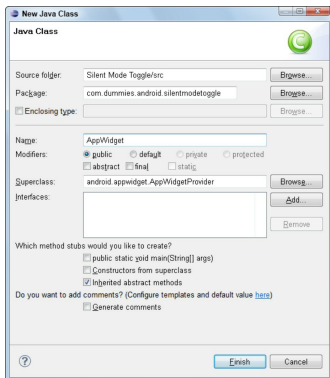 New Java Class
Java Class
Source folder: Silent Mode Toggle/src Browse...
Package: com.dummies.android.silentmodetoggle Browse...
Enclosing type: Browse...
Name: AppWidget
Modifiers: public default private protected
abstract final static
Superclass: android.appwidget.AppWidgetProvider Browse...
Interfaces: Add...
Remove
Which method stubs would you like to create?
public static void main(String[] args)
Constructors from superclass
Inherited abstract methods
Do you want to add comments? (Configure templates and default value here)
Generate comments
? Finish Cancel